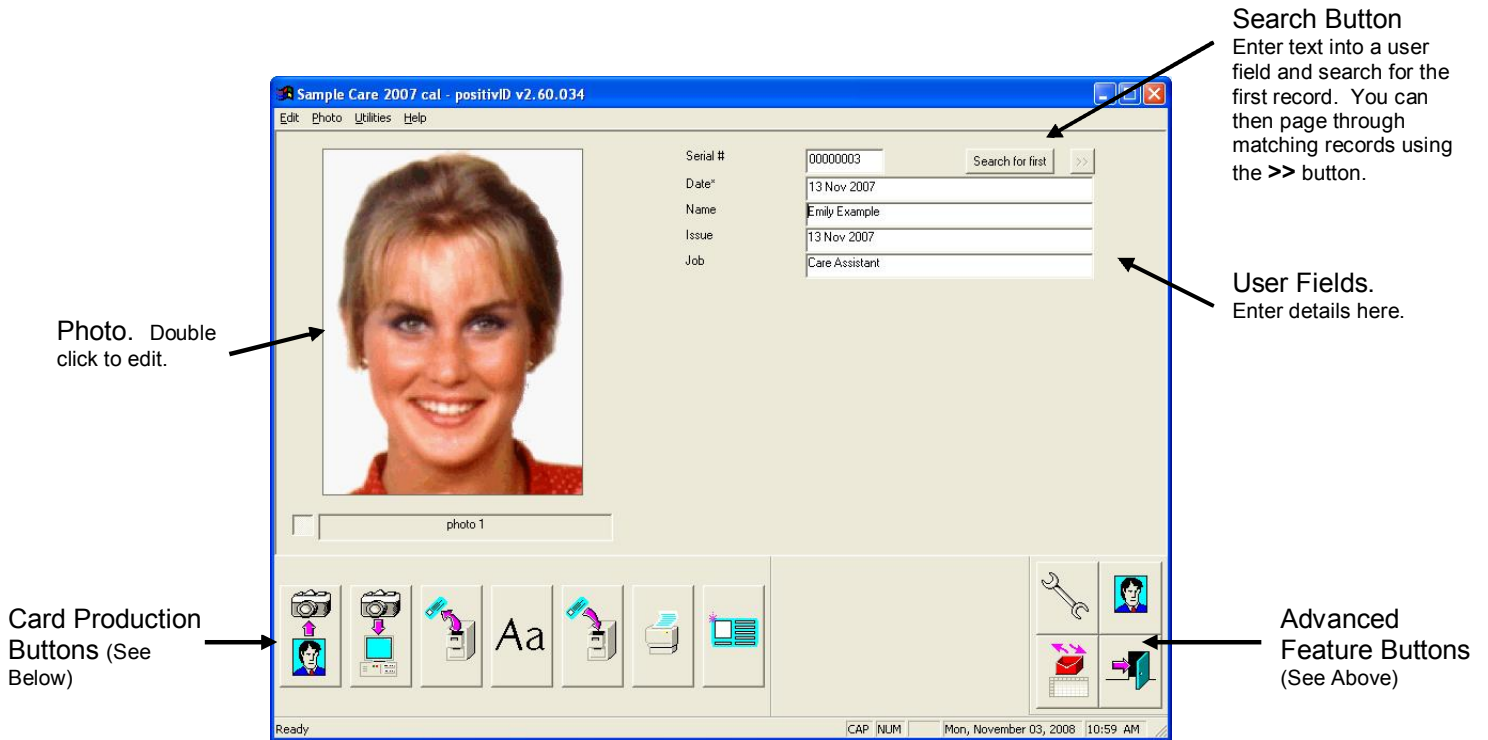 Search Button
Enter text into a user
field and search for the
first record. You can
then page through
matching records using
the >> button.
Sample Care 2007 cal - positivID v2.60.034
Edit Photo Utilities Help
Serial # 00000003 Search for first >>
Date* 13 Nov 2007
Name Emily Example
Issue 13 Nov 2007
Job Care Assistant
User Fields.
Enter details here.
Photo. Double
click to edit.
photo 1
Card Production
Buttons (See
Below)
Aa
Advanced
Feature Buttons
(See Above)
Ready CAP NUM Mon, November 03, 2008 10:59 AM